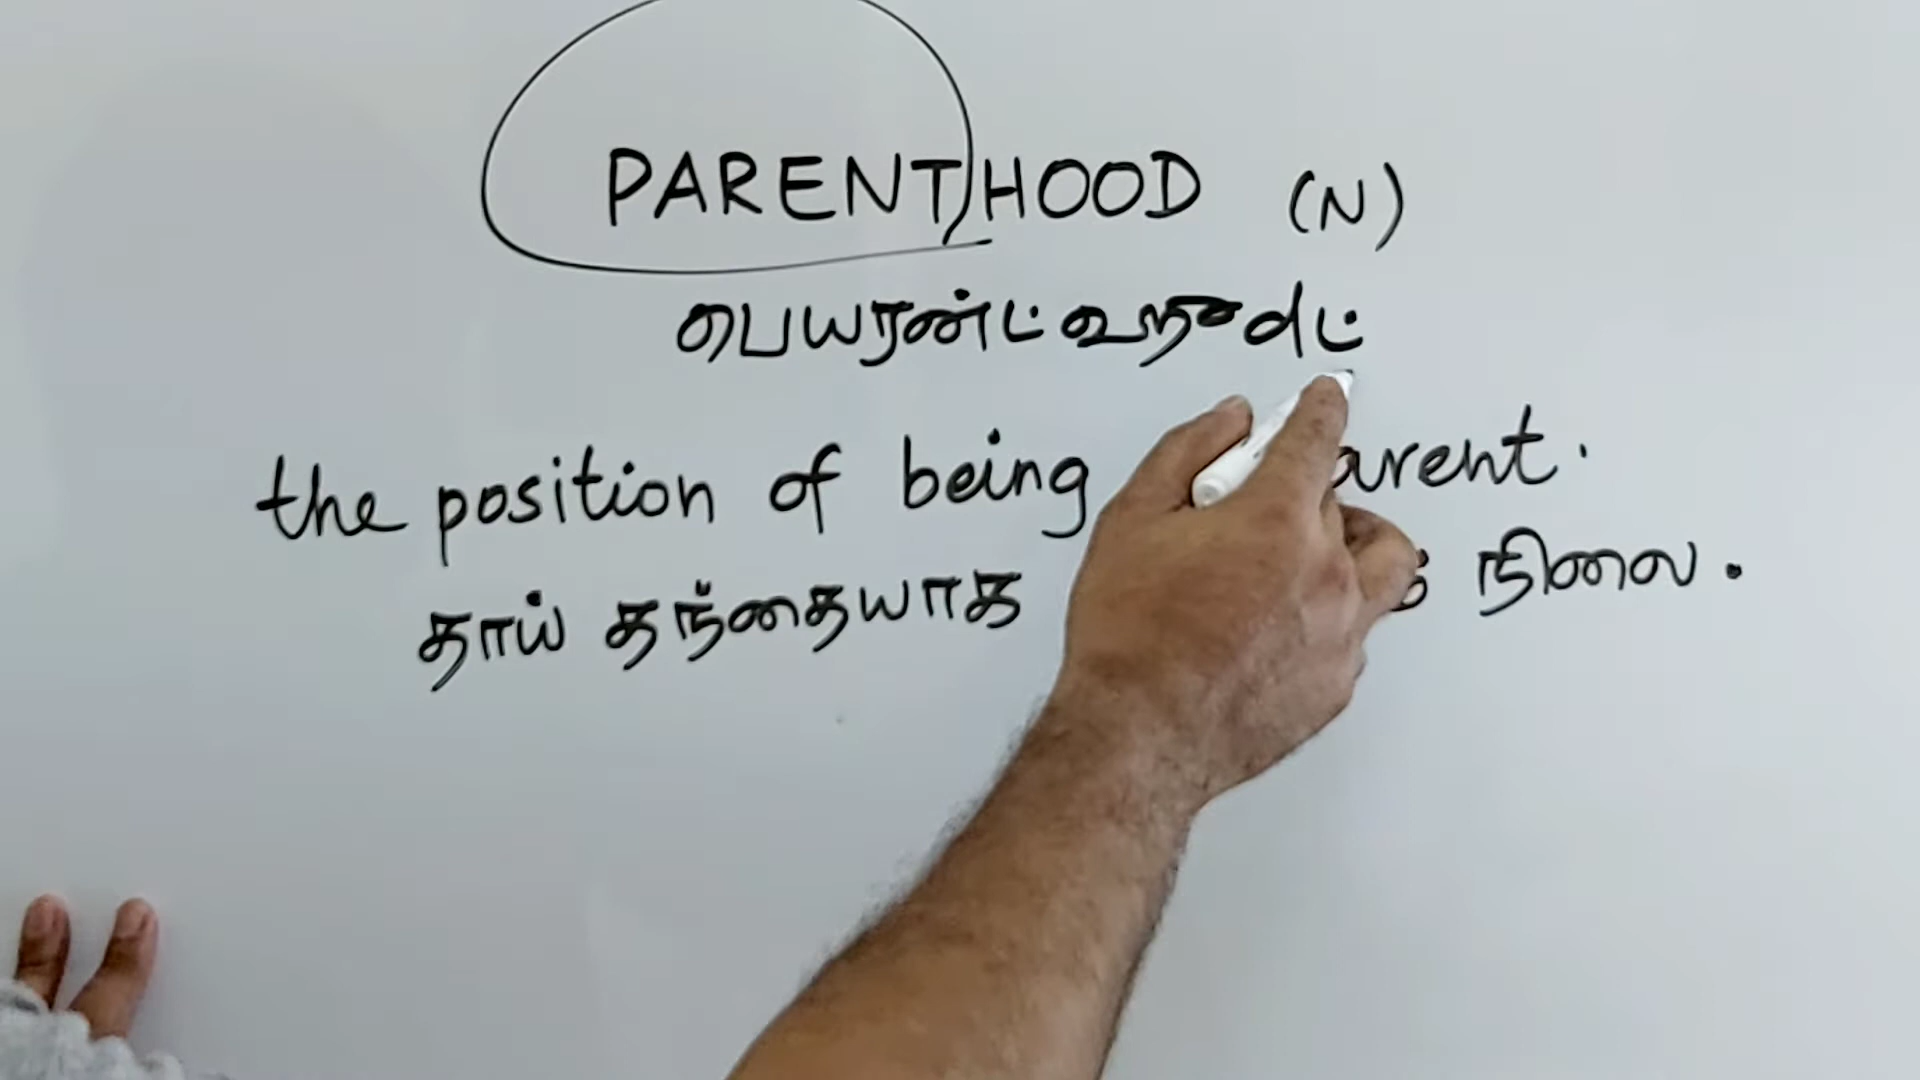 PARENTHOOD (N)
பெயரண்ட்ஹுட்
the position of being
தாய் தந்தையாக நிலை.